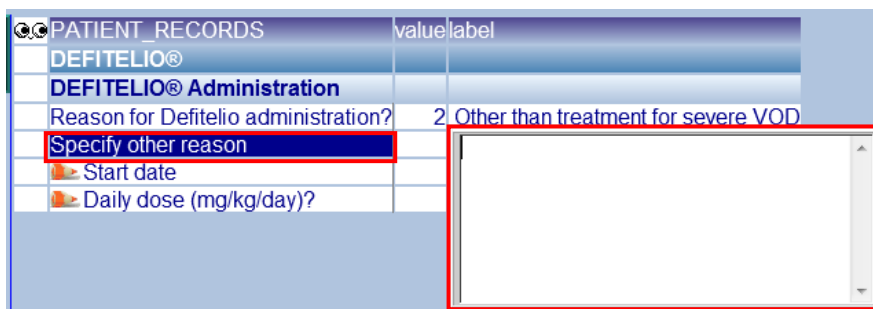 PATIENT_RECORDS value label
DEFITELIO®
DEFITELIO® Administration
Reason for Defitelio administration? 2 Other than treatment for severe VOD
Specify other reason
Start date
Daily dose (mg/kg/day)?